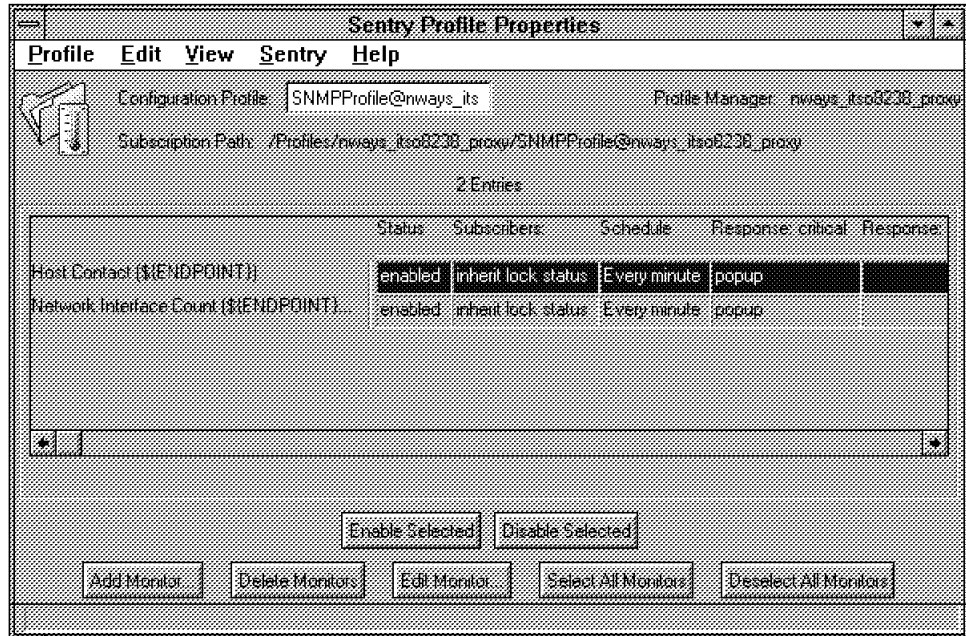 Sentry Profile Properties
Profile Edit View Sentry Help
Configuration Profile: SNMPProfile@nways_its Profile Manager: nways_itso8238_proxy
Subscription Path: /Profiles/nways_itso8238_proxy/SNMPProfile@nways_itso8238_proxy
2 Entries
Status Subscribers: Schedule Response: critical Response:
Host Contact (${ENDPOINT}) enabled inherit lock status Every minute popup
Network Interface Count (${ENDPOINT}... enabled inherit lock status Every minute popup
Enable Selected Disable Selected
Add Monitor... Delete Monitors Edit Monitor... Select All Monitors Deselect All Monitors